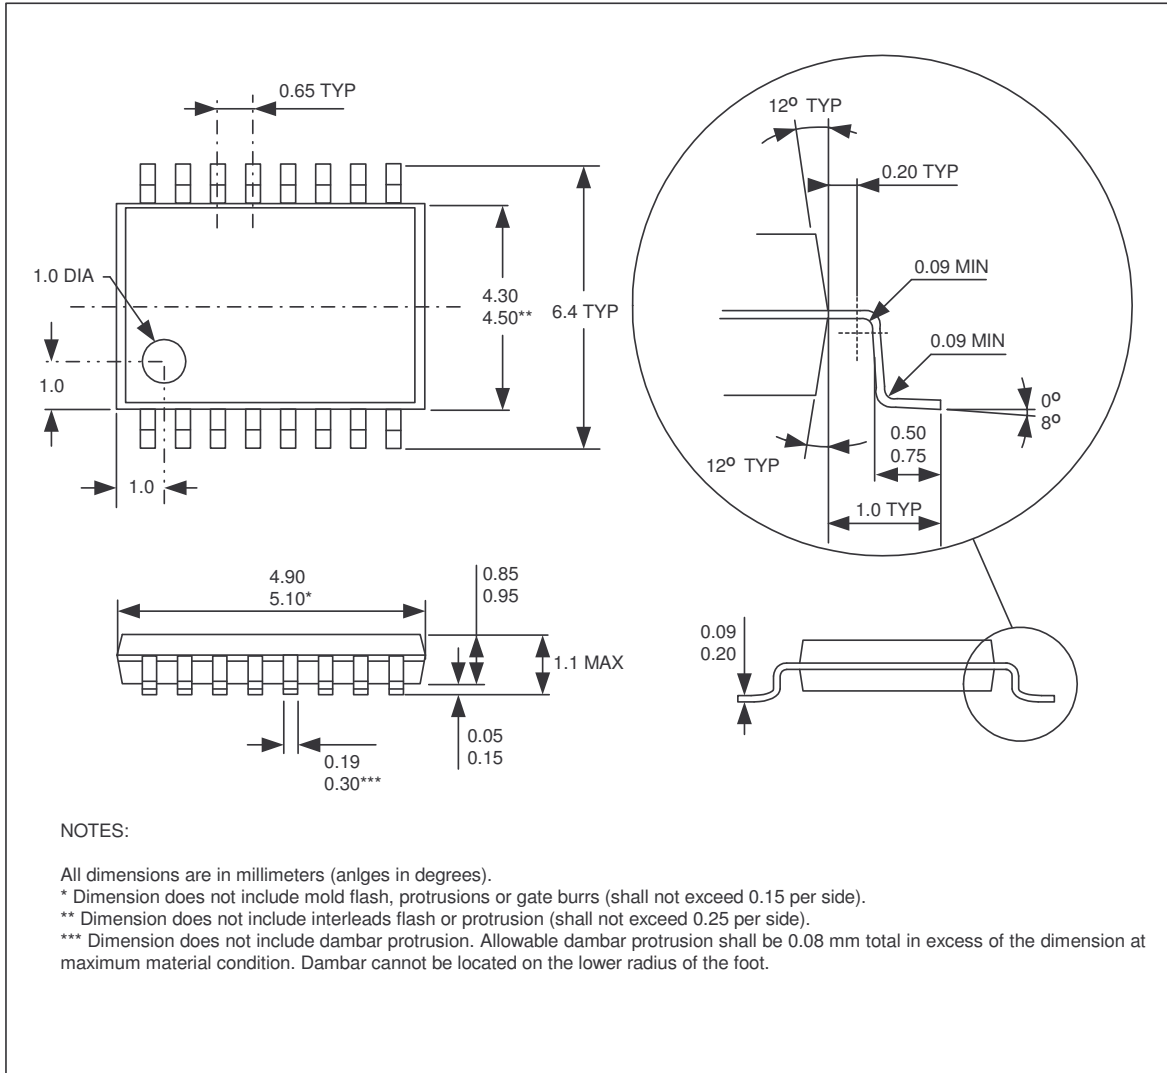 0.65 TYP
12º TYP
0.20 TYP
1.0 DIA
0.09 MIN
4.30
4.50**
6.4 TYP
0.09 MIN
1.0
0º
8º
0.50
0.75
12º TYP
1.0
1.0 TYP
4.90
5.10*
0.85
0.95
1.1 MAX
0.09
0.20
0.05
0.15
0.19
0.30***
NOTES:
All dimensions are in millimeters (anlges in degrees).
* Dimension does not include mold flash, protrusions or gate burrs (shall not exceed 0.15 per side).
** Dimension does not include interleads flash or protrusion (shall not exceed 0.25 per side).
*** Dimension does not include dambar protrusion. Allowable dambar protrusion shall be 0.08 mm total in excess of the dimension at
maximum material condition. Dambar cannot be located on the lower radius of the foot.